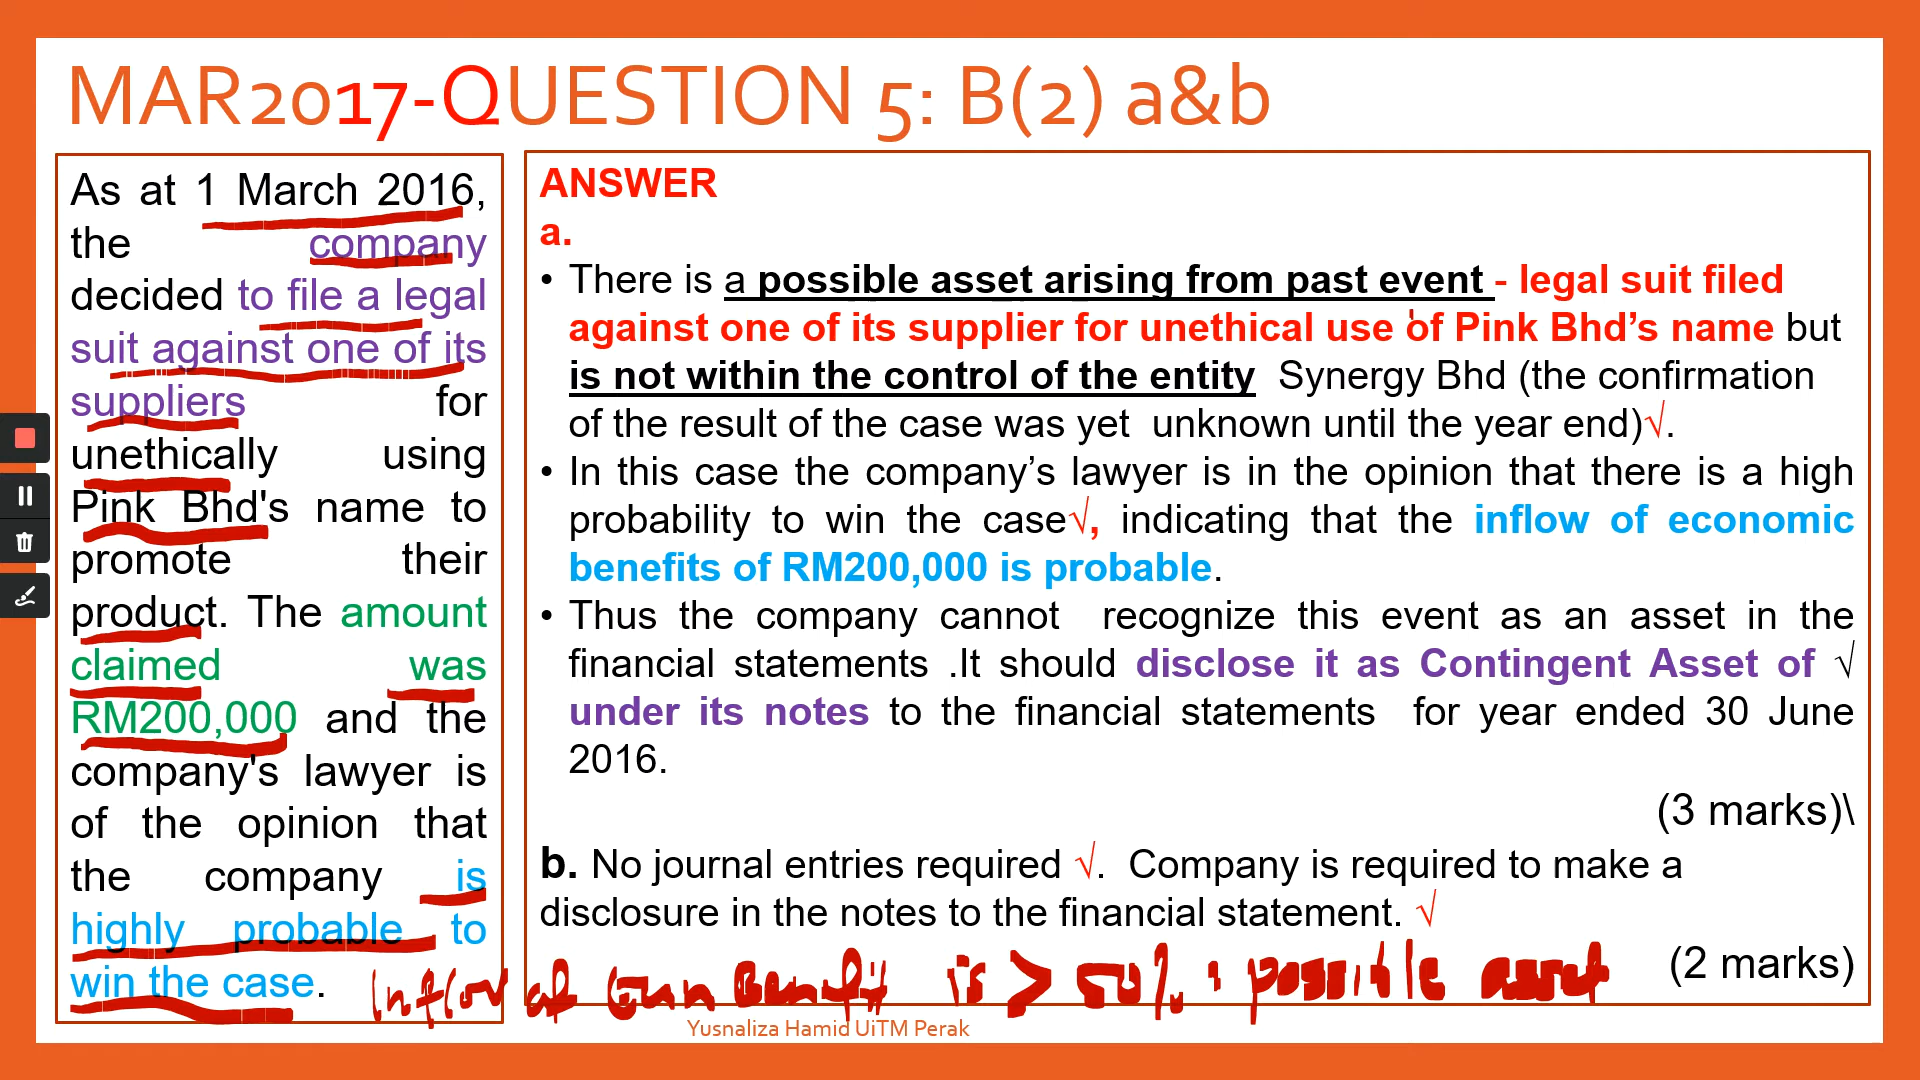 MAR2017-QUESTION 5: B(2) a&b
As at 1 March 2016,
the company
decided to file a legal
suit against one of its
suppliers for
unethically using
Pink Bhd's name to
promote their
product. The amount
claimed was
RM200,000 and the
company's lawyer is
of the opinion that
the company is
highly probable to
win the case.
ANSWER
a.
• There is a possible asset arising from past event - legal suit filed
against one of its supplier for unethical use of Pink Bhd’s name but
is not within the control of the entity Synergy Bhd (the confirmation
of the result of the case was yet unknown until the year end)√.
• In this case the company’s lawyer is in the opinion that there is a high
probability to win the case√, indicating that the inflow of economic
benefits of RM200,000 is probable.
• Thus the company cannot recognize this event as an asset in the
financial statements .It should disclose it as Contingent Asset of √
under its notes to the financial statements for year ended 30 June
2016.
(3 marks)\
b. No journal entries required √. Company is required to make a
disclosure in the notes to the financial statement. √
(2 marks)
Inflow of econ Benefit is > 50% : possible asset
Yusnaliza Hamid UiTM Perak